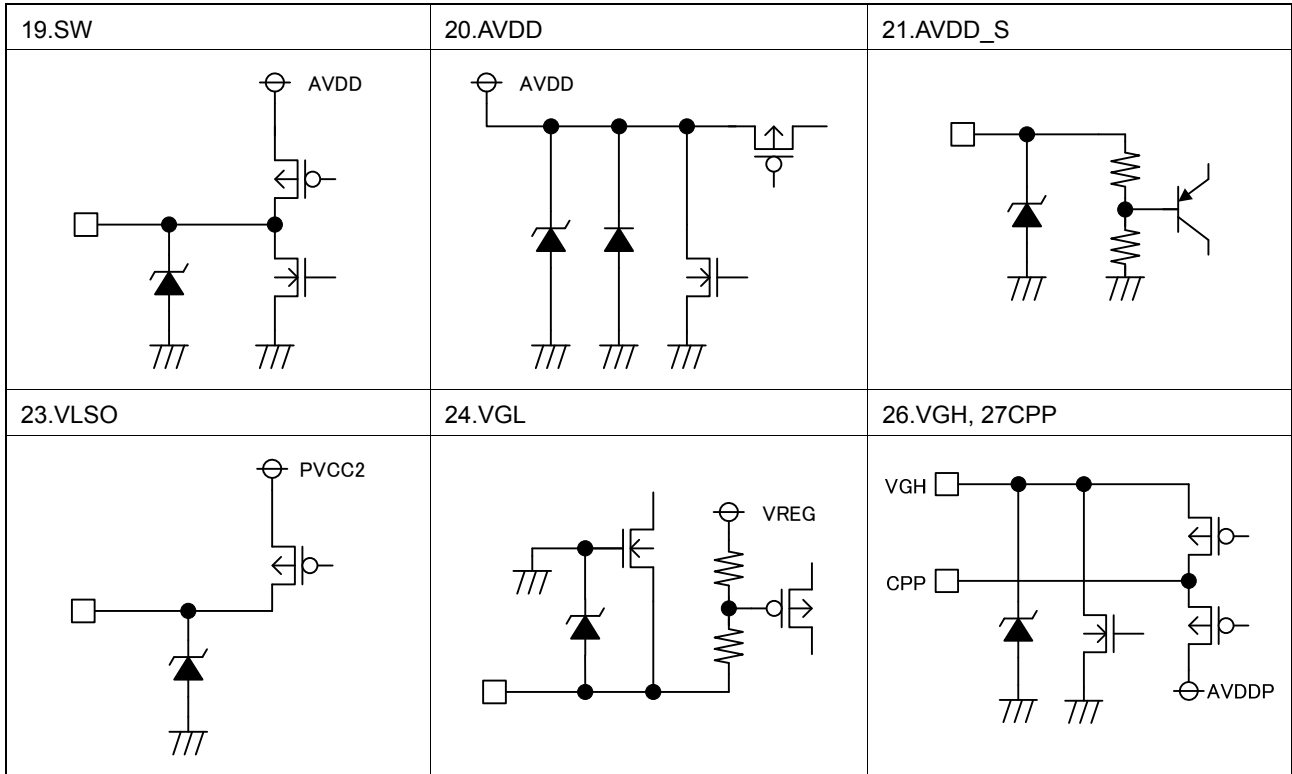 19.SW
20.AVDD
21.AVDD_S
AVDD
AVDD
23.VLSO
24.VGL
26.VGH, 27CPP
PVCC2
VREG
VGH
CPP
AVDDP